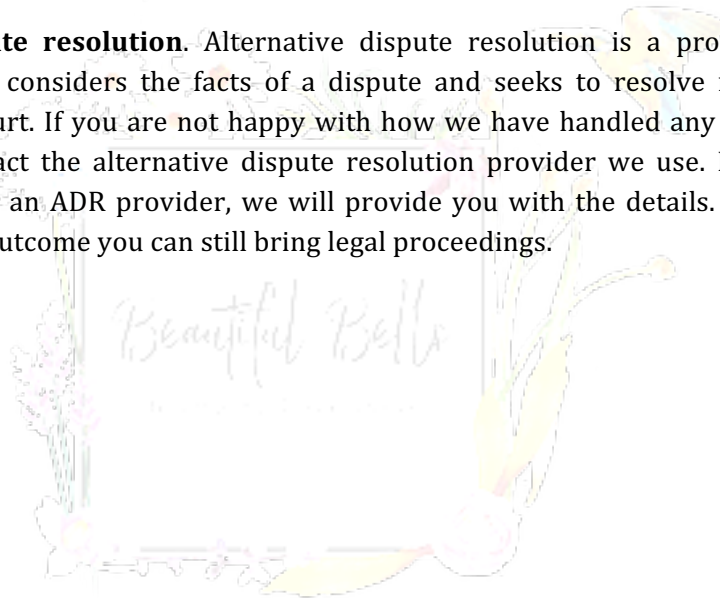 te resolution. Alternative dispute resolution is a pro
considers the facts of a dispute and seeks to resolve
urt. If you are not happy with how we have handled any
act the alternative dispute resolution provider we use.
an ADR provider, we will provide you with the details.
utcome you can still bring legal proceedings.
Beautiful Bells